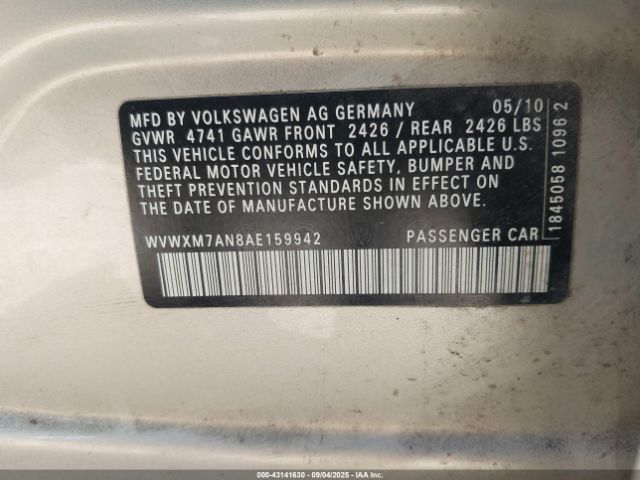 MFD BY VOLKSWAGEN AG GERMANY 05/10
GVWR 4741 GAWR FRONT 2426 / REAR 2426 LBS
THIS VEHICLE CONFORMS TO ALL APPLICABLE U.S.
FEDERAL MOTOR VEHICLE SAFETY, BUMPER AND
THEFT PREVENTION STANDARDS IN EFFECT ON
THE DATE OF MANUFACTURE SHOWN ABOVE.
WVWXM7AN8AE159942 PASSENGER CAR
1845058 1096 2
000-43141630 - 09/04/2025 - IAA Inc.